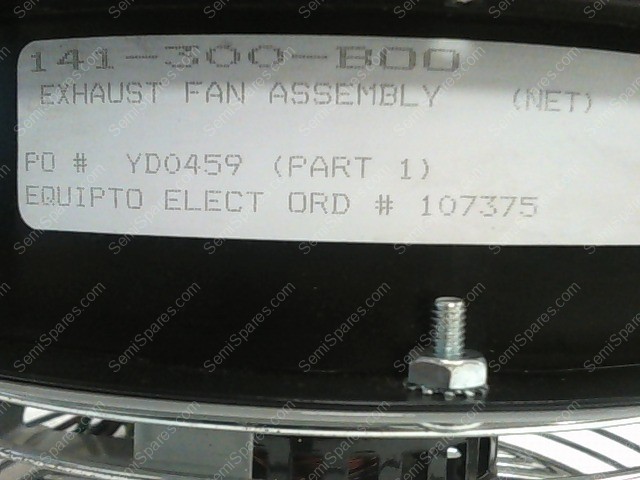 141-300-B00
EXHAUST FAN ASSEMBLY (NET)
PO # YD0459 (PART 1)
EQUIPTO ELECT ORD # 107375
SemiSpares.com